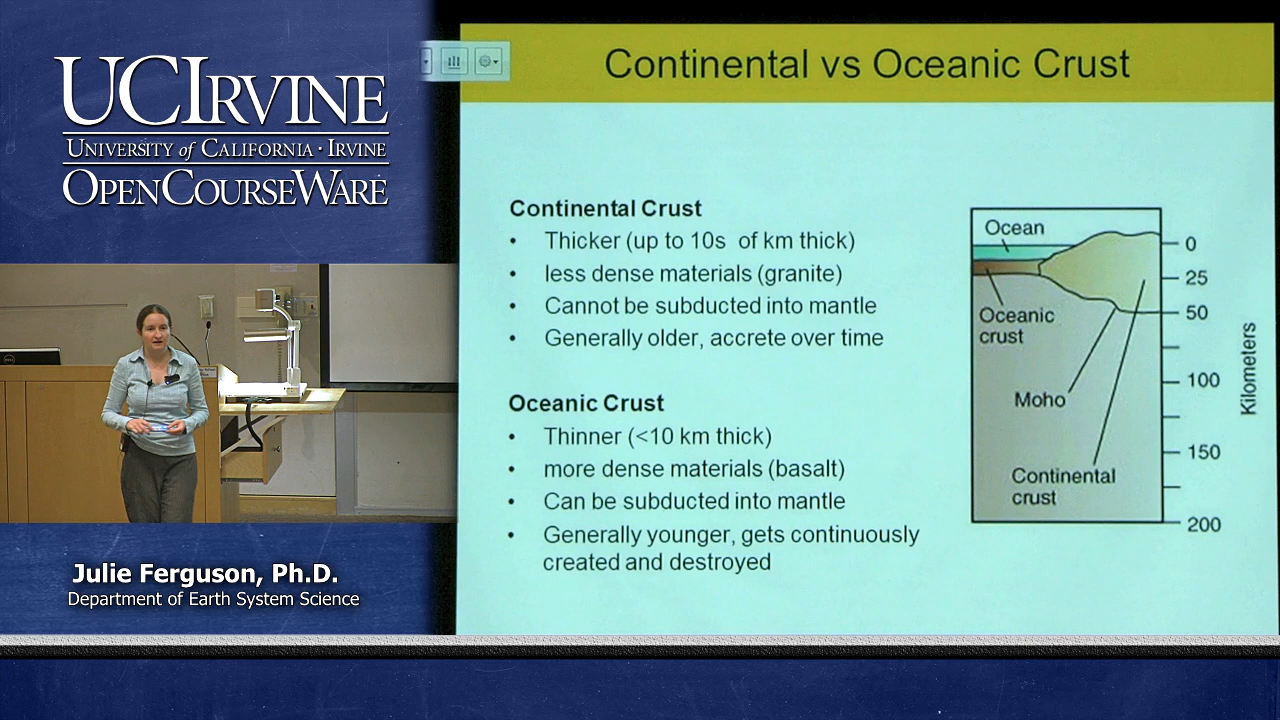 UCIRVINE
UNIVERSITY of CALIFORNIA · IRVINE
OPENCOURSEWARE
Julie Ferguson, Ph.D.
Department of Earth System Science
Continental vs Oceanic Crust
Continental Crust
• Thicker (up to 10s of km thick)
• less dense materials (granite)
• Cannot be subducted into mantle
• Generally older, accrete over time
Oceanic Crust
• Thinner (<10 km thick)
• more dense materials (basalt)
• Can be subducted into mantle
• Generally younger, gets continuously
created and destroyed
Ocean
Oceanic
crust
Moho
Continental
crust
0
25
50
100
150
200
Kilometers